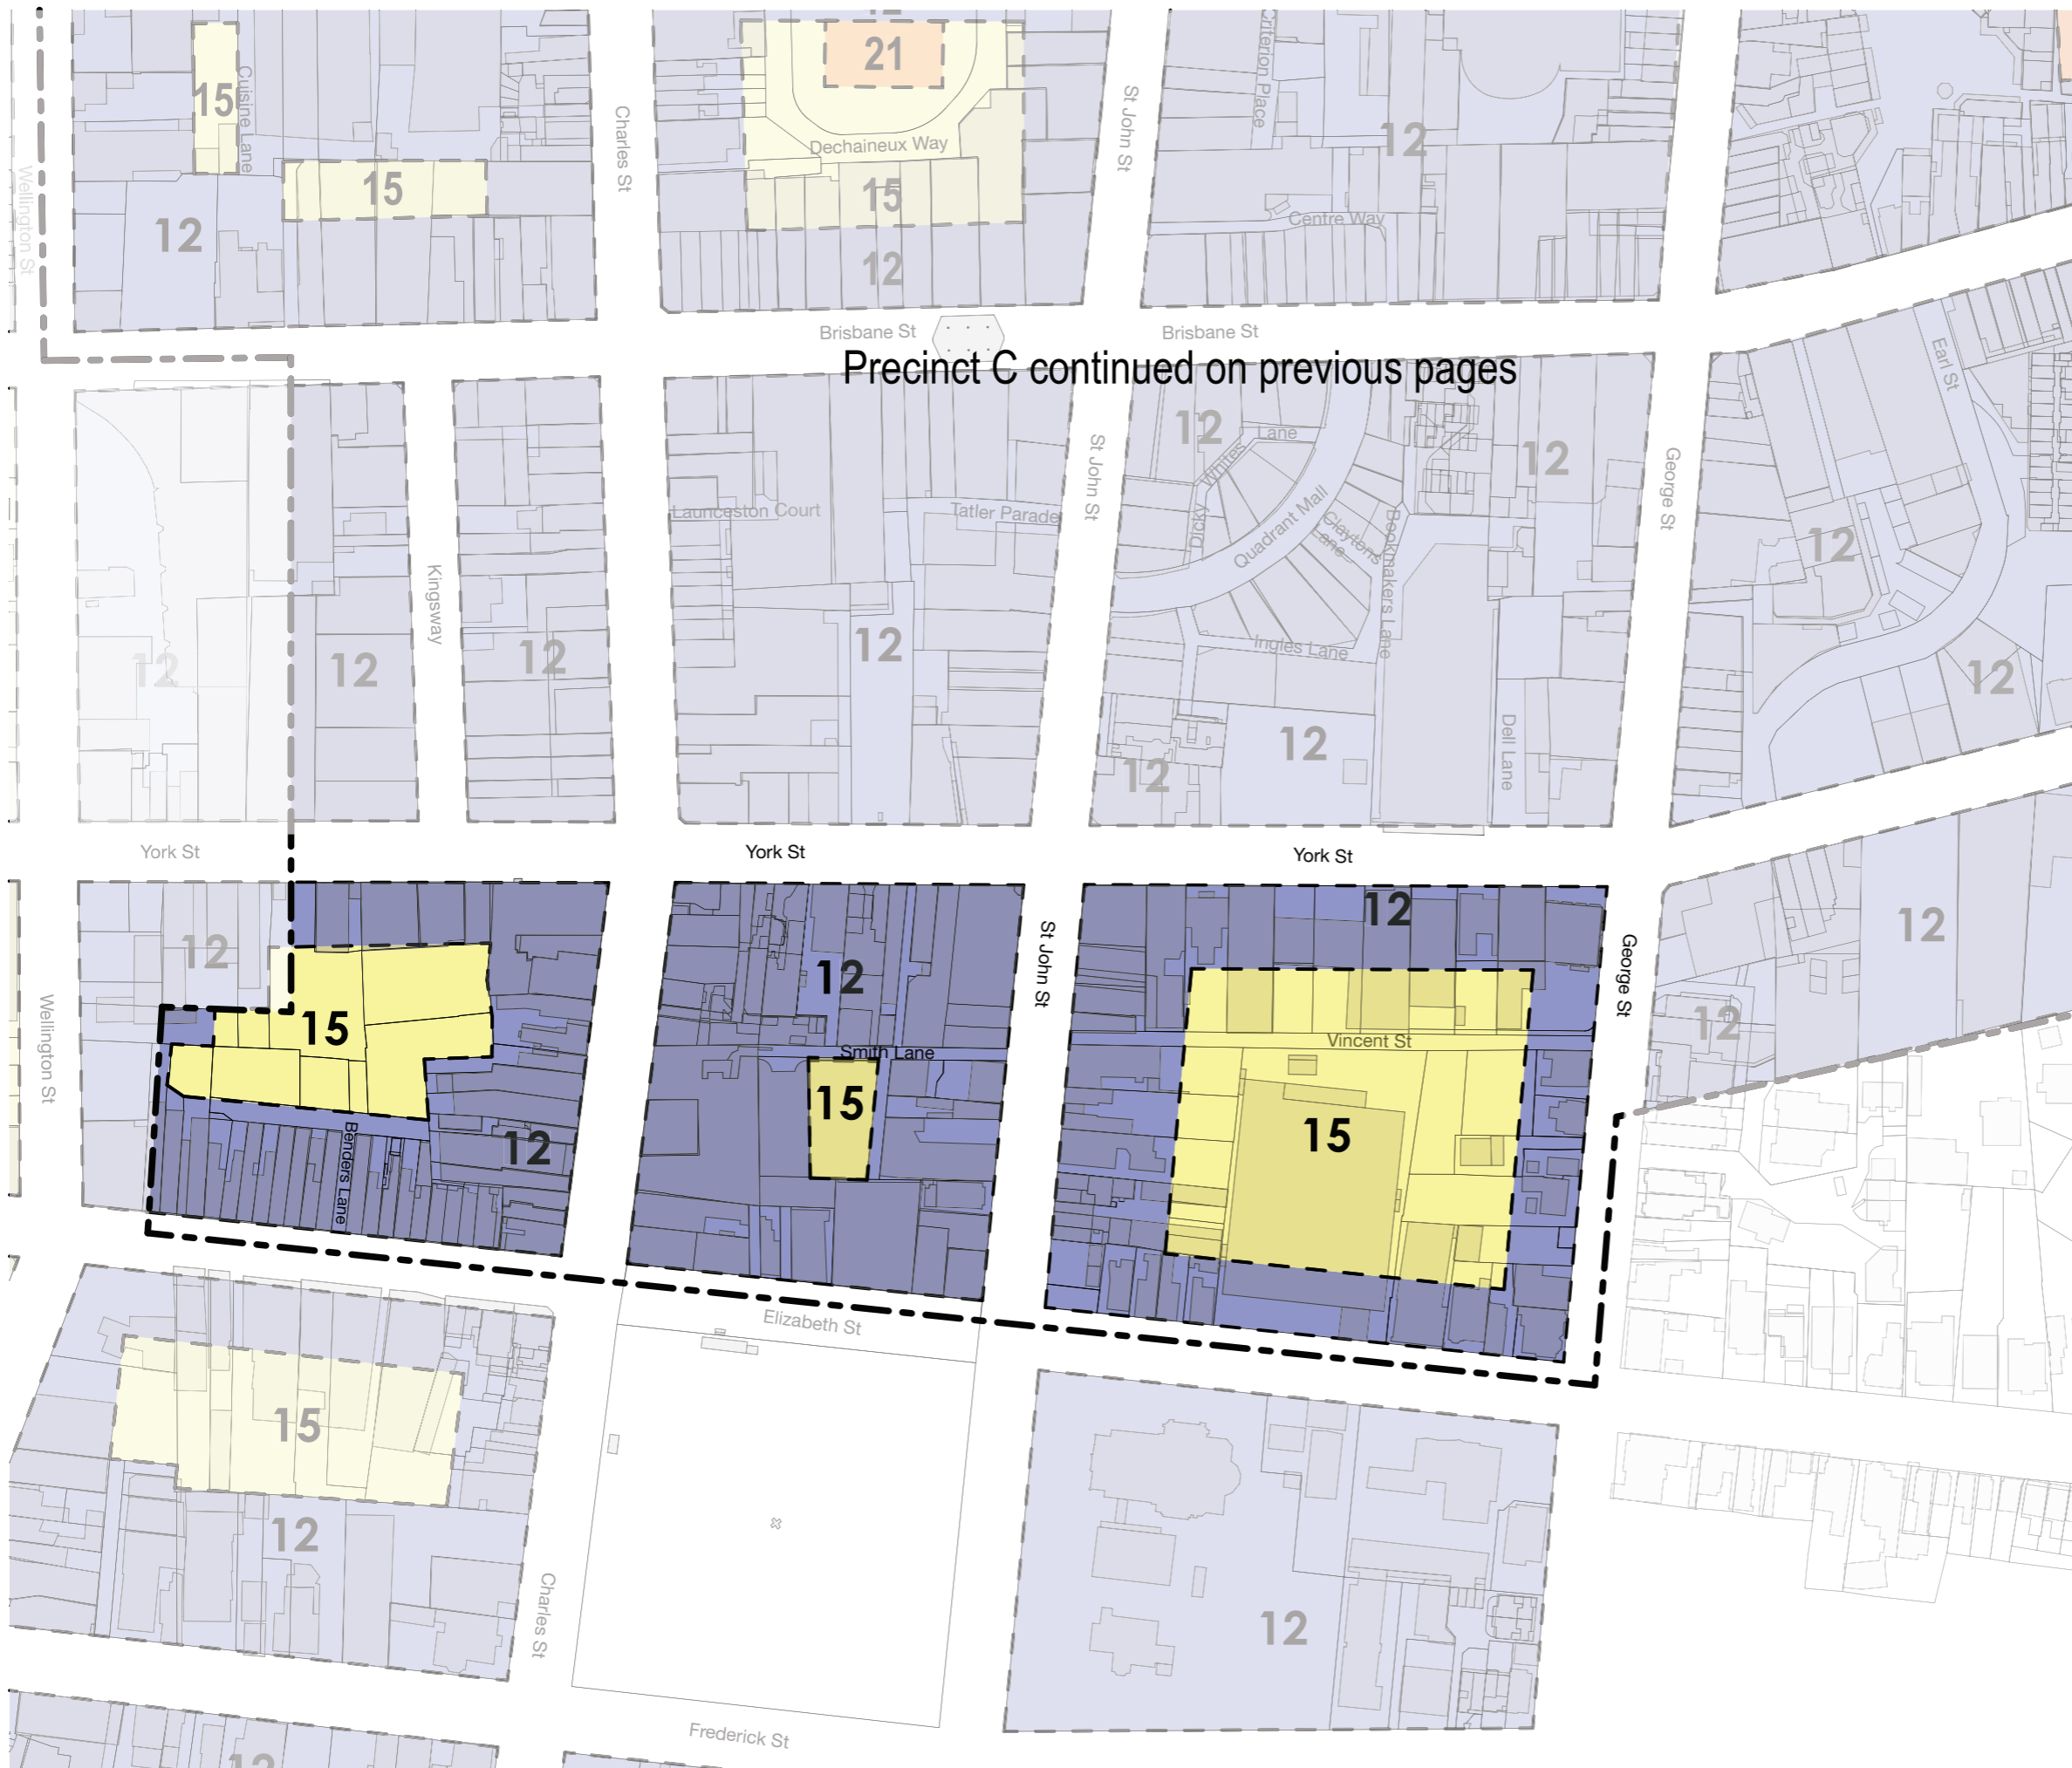 12
21
15
Cuisine Lane
Charles St
Dechaineux Way
St John St
Criterion Place
12
Wellington St
15
15
12
Centre Way
12
Brisbane St
Brisbane St
Precinct C continued on previous pages
Earl St
12
Whites
Lane
Dicky
12
St John St
George St
Launceston Court
Tatler Parade
Quadrant Mall
Claytons
Lane
Bookmakers Lane
12
Kingsway
12
12
12
12
Ingles Lane
12
12
12
Dell Lane
York St
York St
York St
12
12
12
12
St John St
George St
12
15
Wellington St
Smith Lane
Vincent St
12
15
15
Benders Lane
12
Elizabeth St
15
12
Charles St
12
Frederick St
12